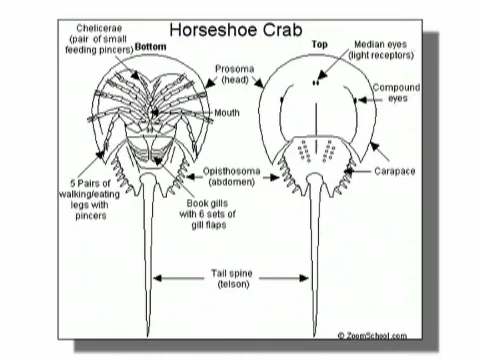 Horseshoe Crab
Chelicerae
(pair of small
feeding pincers)
Bottom
Top
Median eyes
(light receptors)
Prosoma
(head)
Compound
eyes
Mouth
Opisthosoma
(abdomen)
Carapace
5 Pairs of
walking/eating
legs with
pincers
Book gills
with 6 sets of
gill flaps
Tail spine
(telson)
© ZoomSchool.com